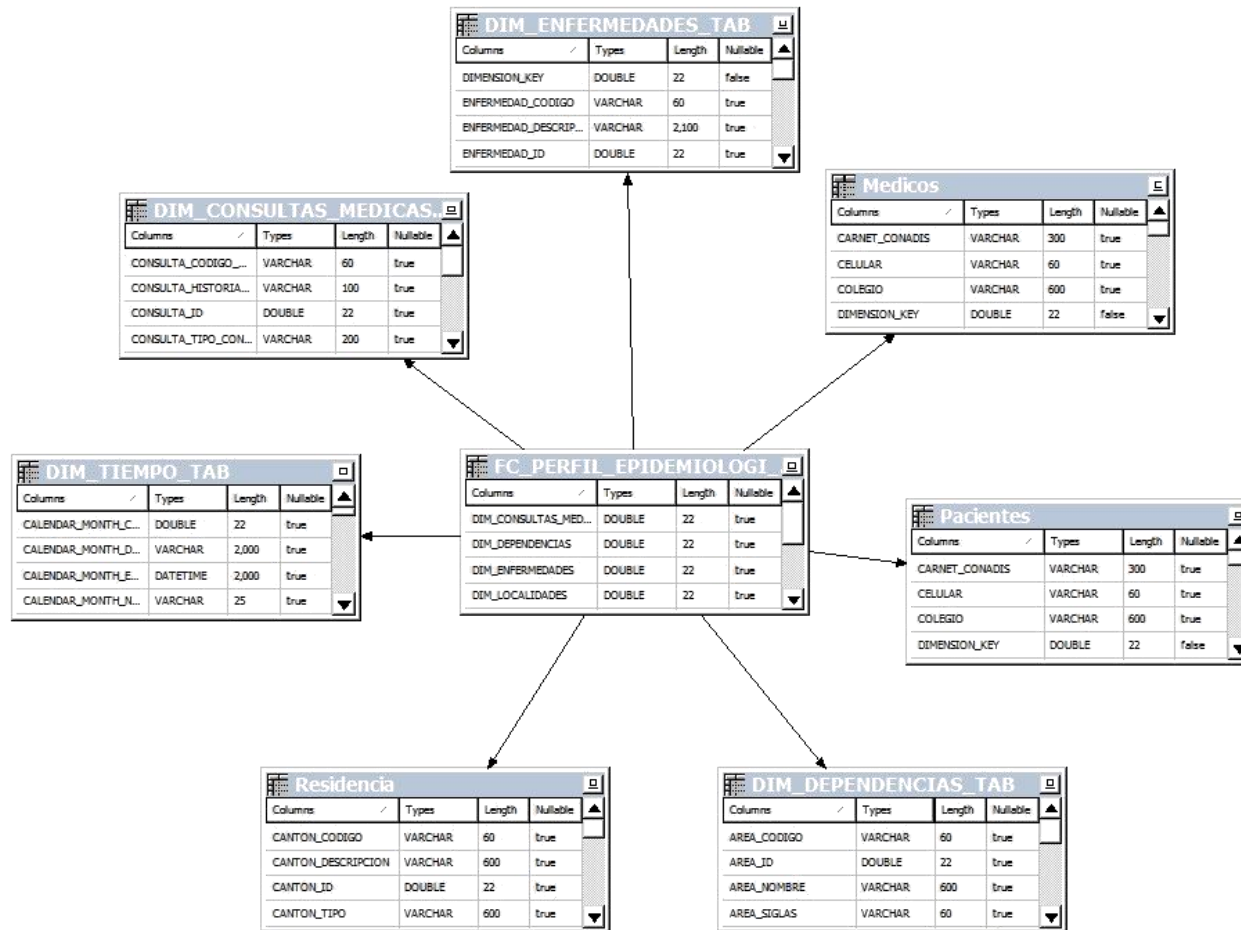 DIM_ENFERMEDADES_TAB
Columns Types Length Nullable
DIMENSION_KEY DOUBLE 22 false
ENFERMEDAD_CODIGO VARCHAR 60 true
ENFERMEDAD_DESCRIP... VARCHAR 2,100 true
ENFERMEDAD_ID DOUBLE 22 true
DIM_CONSULTAS_MEDICAS...
Columns Types Length Nullable
CONSULTA_CODIGO_... VARCHAR 60 true
CONSULTA_HISTORIA... VARCHAR 100 true
CONSULTA_ID DOUBLE 22 true
CONSULTA_TIPO_CON... VARCHAR 200 true
Medicos
Columns Types Length Nullable
CARNET_CONADIS VARCHAR 300 true
CELULAR VARCHAR 60 true
COLEGIO VARCHAR 600 true
DIMENSION_KEY DOUBLE 22 false
DIM_TIEMPO_TAB
Columns Types Length Nullable
CALENDAR_MONTH_C... DOUBLE 22 true
CALENDAR_MONTH_D... VARCHAR 2,000 true
CALENDAR_MONTH_E... DATETIME 2,000 true
CALENDAR_MONTH_N... VARCHAR 25 true
FC_PERFIL_EPIDEMIOLOGI...
Columns Types Length Nullable
DIM_CONSULTAS_MED... DOUBLE 22 true
DIM_DEPENDENCIAS DOUBLE 22 true
DIM_ENFERMEDADES DOUBLE 22 true
DIM_LOCALIDADES DOUBLE 22 true
Pacientes
Columns Types Length Nullable
CARNET_CONADIS VARCHAR 300 true
CELULAR VARCHAR 60 true
COLEGIO VARCHAR 600 true
DIMENSION_KEY DOUBLE 22 false
Residencia
Columns Types Length Nullable
CANTON_CODIGO VARCHAR 60 true
CANTON_DESCRIPCION VARCHAR 600 true
CANTON_ID DOUBLE 22 true
CANTON_TIPO VARCHAR 600 true
DIM_DEPENDENCIAS_TAB
Columns Types Length Nullable
AREA_CODIGO VARCHAR 60 true
AREA_ID DOUBLE 22 true
AREA_NOMBRE VARCHAR 600 true
AREA_SIGLAS VARCHAR 60 true